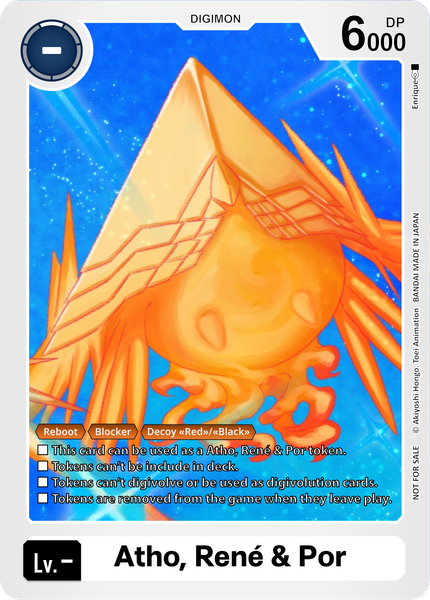 DIGIMON
-
DP
6000
Enrique
© Akiyoshi Hongo. Toei Animation BANDAI MADE IN JAPAN
NOT FOR SALE
Reboot Blocker Decoy «Red»/«Black»
This card can be used as a Atho, René & Por token.
Tokens can't be include in deck.
Tokens can't digivolve or be used as digivolution cards.
Tokens are removed from the game when they leave play.
Lv.- Atho, René & Por